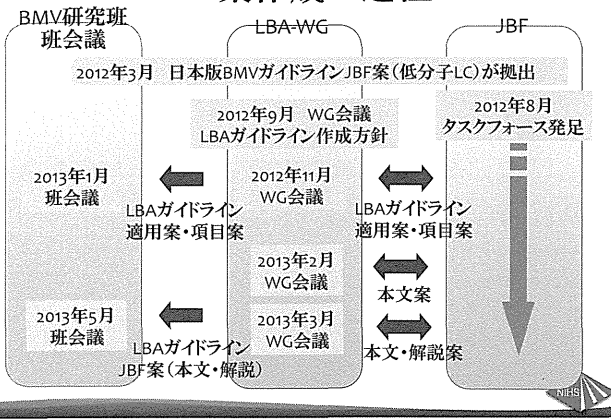 BMV研究班
班会議
LBA-WG
JBF
2012年3月 日本版BMVガイドラインJBF案(低分子LC)が拠出
2012年9月 WG会議
LBAガイドライン作成方針
2012年8月
タスクフォース発足
2013年1月
班会議
LBAガイドライン
適用案・項目案
2012年11月
WG会議
LBAガイドライン
適用案・項目案
2013年2月
WG会議
本文案
2013年5月
班会議
LBAガイドライン
JBF案(本文・解説)
2013年3月
WG会議
本文・解説案
NIHS